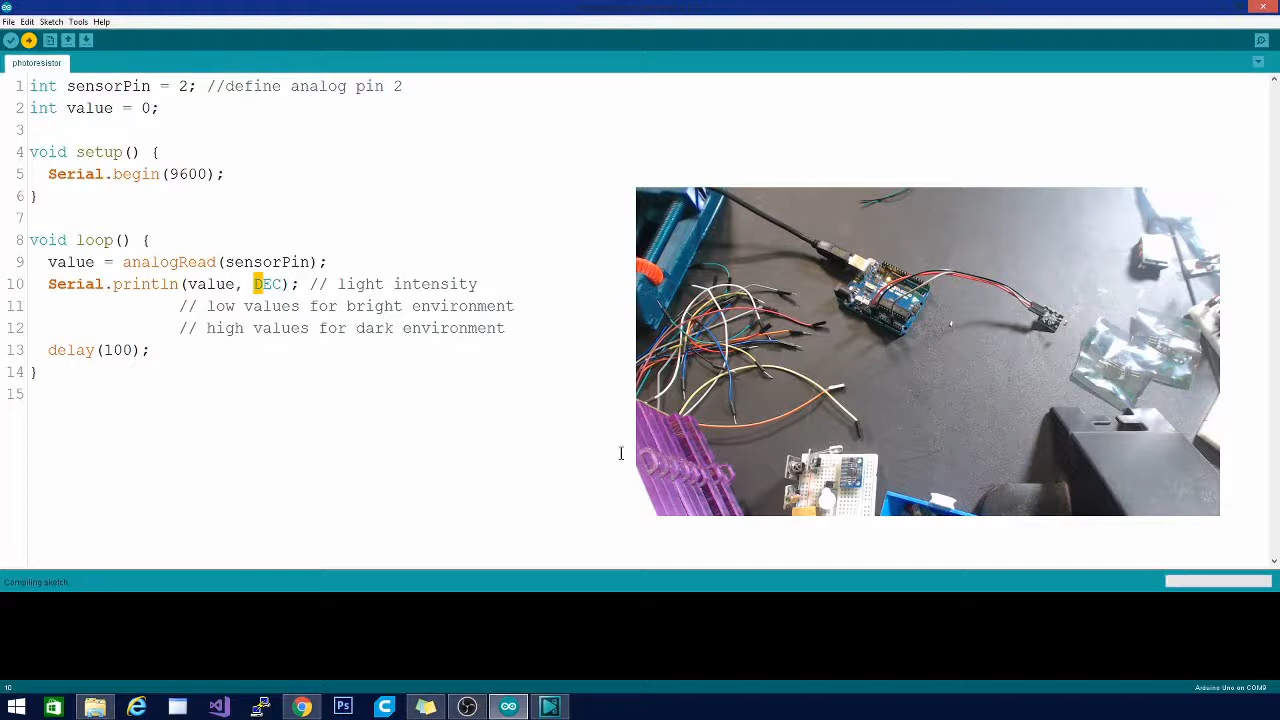 File Edit Sketch Tools Help
photoresistor
1 int sensorPin = 2; //define analog pin 2
2 int value = 0;
3
4 void setup() {
5 Serial.begin(9600);
6 }
7
8 void loop() {
9 value = analogRead(sensorPin);
10 Serial.println(value, DEC); // light intensity
11 // low values for bright environment
12 // high values for dark environment
13 delay(100);
14 }
15
Compiling sketch
10 Arduino Uno on COM9
Ps